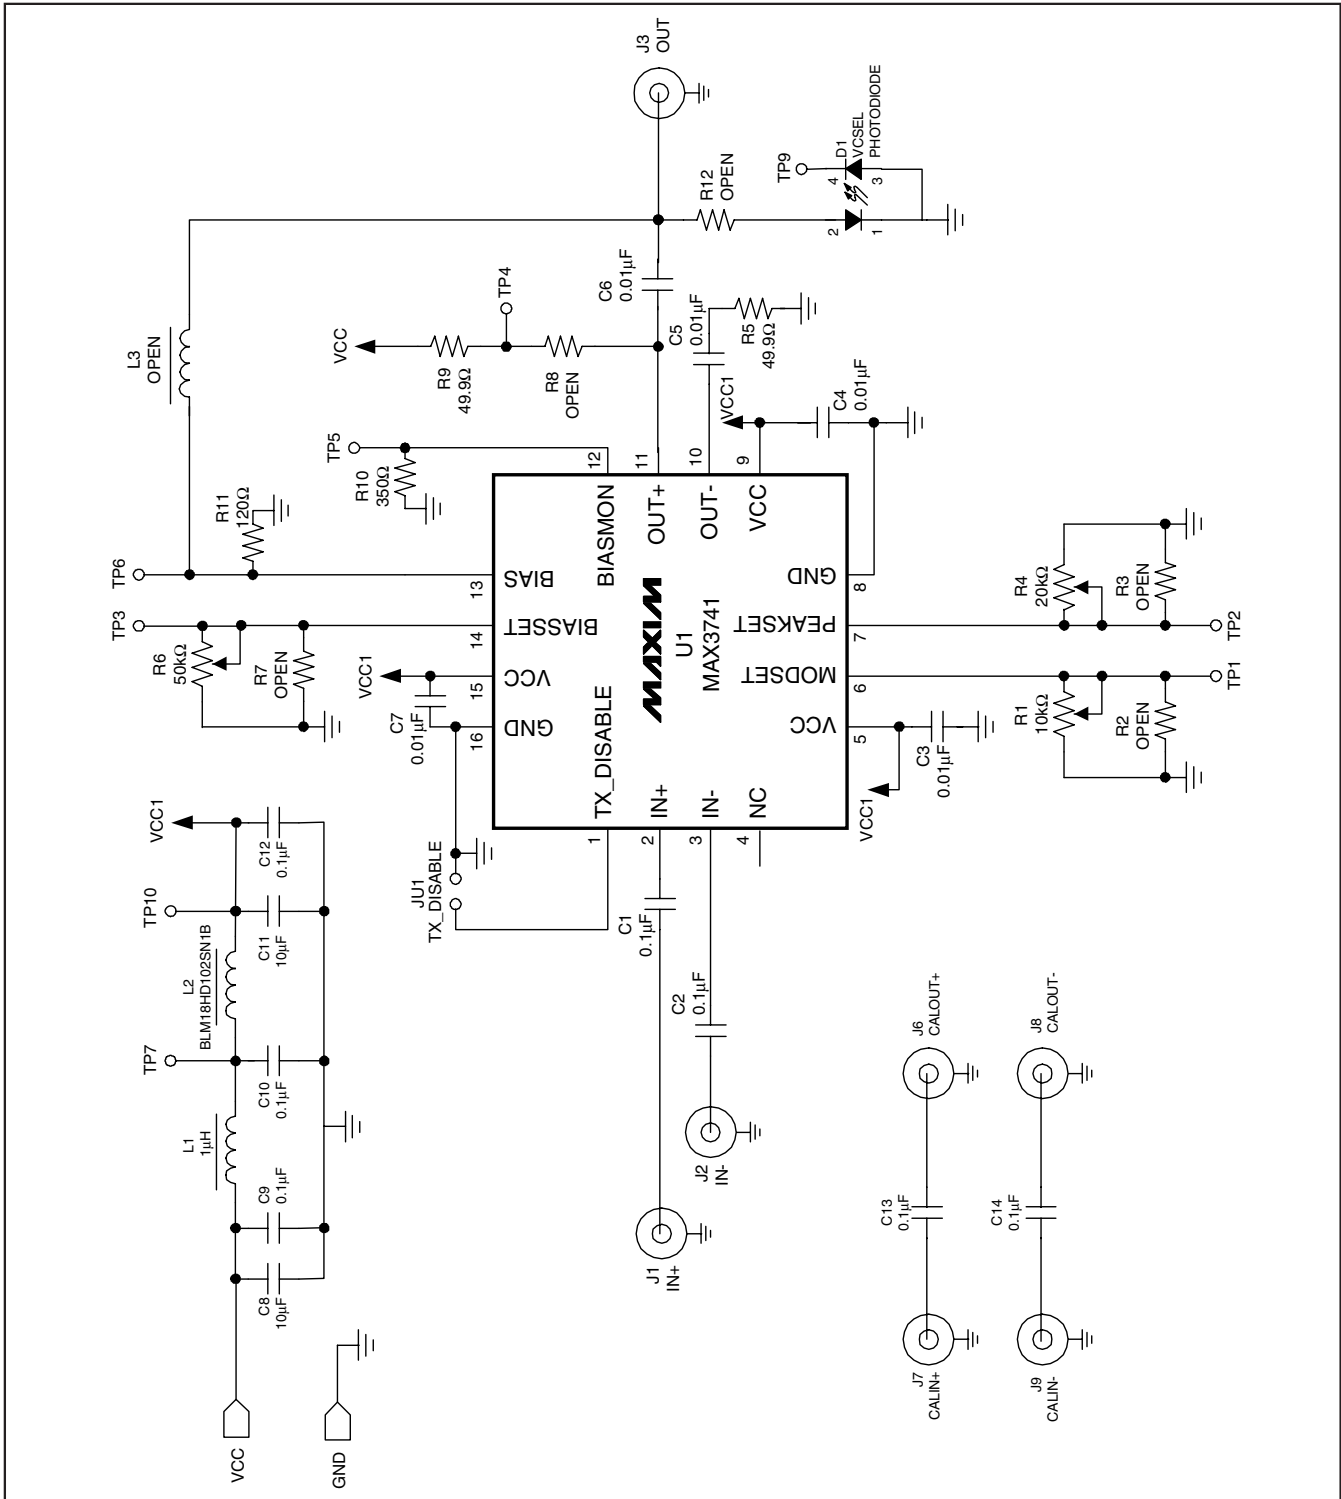 VCC
GND
C8
10µF
C9
0.1µF
L1
1µH
TP7
C10
0.1µF
L2
BLM18HD102SN1B
TP10
C11
10µF
C12
0.1µF
VCC1
TP3
R6
50kΩ
R7
OPEN
TP6
R11
120Ω
L3
OPEN
VCC1
C7
0.01µF
TP5
R10
350Ω
VCC
R9
49.9Ω
TP4
R8
OPEN
C6
0.01µF
J3
OUT
R12
OPEN
TP9
D1
VCSEL
PHOTODIODE
2
1
4
3
C5
0.01µF
R5
49.9Ω
VCC1
C4
0.01µF
JU1
TX_DISABLE
J1
IN+
C1
0.1µF
J2
IN-
C2
0.1µF
MAXIM
U1
MAX3741
1
TX_DISABLE
2
IN+
3
IN-
4
NC
5
VCC
6
MODSET
7
PEAKSET
8
GND
9
VCC
10
OUT-
11
OUT+
12
BIASMON
13
BIAS
14
BIASSET
15
VCC
16
GND
VCC1
C3
0.01µF
R1
10kΩ
R2
OPEN
TP1
R4
20kΩ
R3
OPEN
TP2
J7
CALIN+
C13
0.1µF
J6
CALOUT+
J9
CALIN-
C14
0.1µF
J8
CALOUT-